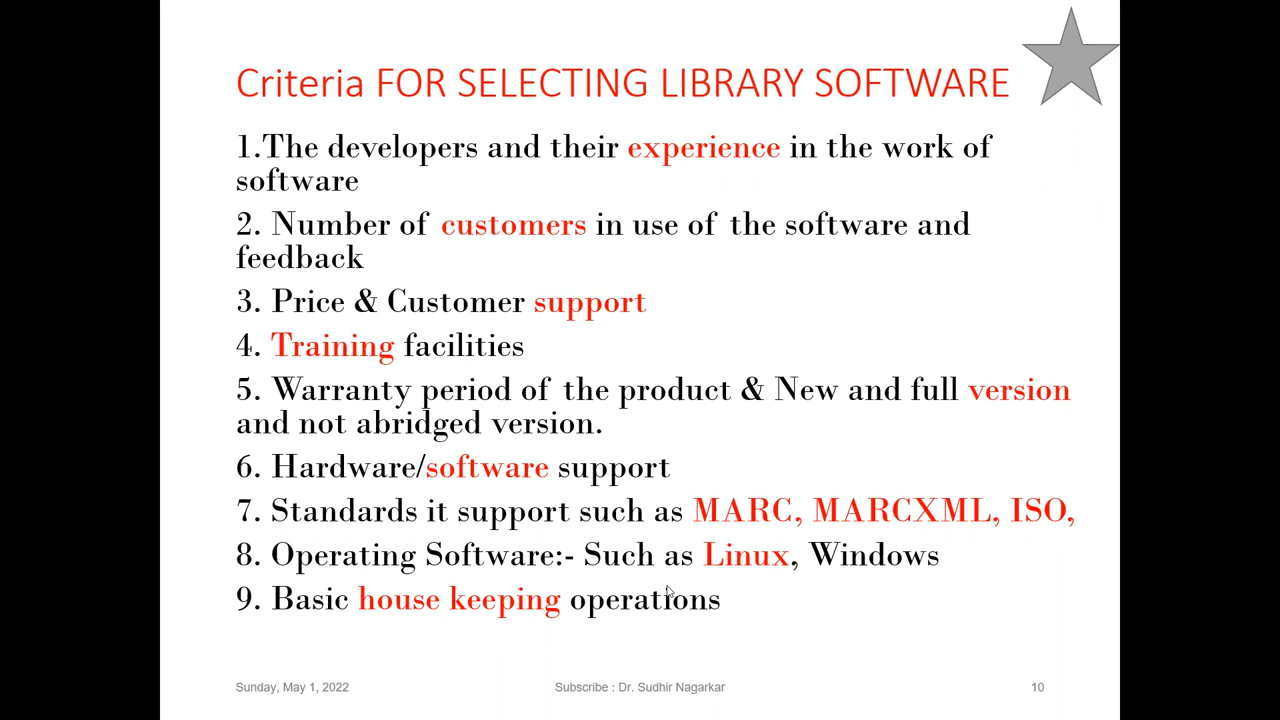 Criteria FOR SELECTING LIBRARY SOFTWARE
1.The developers and their experience in the work of
software
2. Number of customers in use of the software and
feedback
3. Price & Customer support
4. Training facilities
5. Warranty period of the product & New and full version
and not abridged version.
6. Hardware/software support
7. Standards it support such as MARC, MARCXML, ISO,
8. Operating Software:- Such as Linux, Windows
9. Basic house keeping operations
Sunday, May 1, 2022 Subscribe : Dr. Sudhir Nagarkar 10